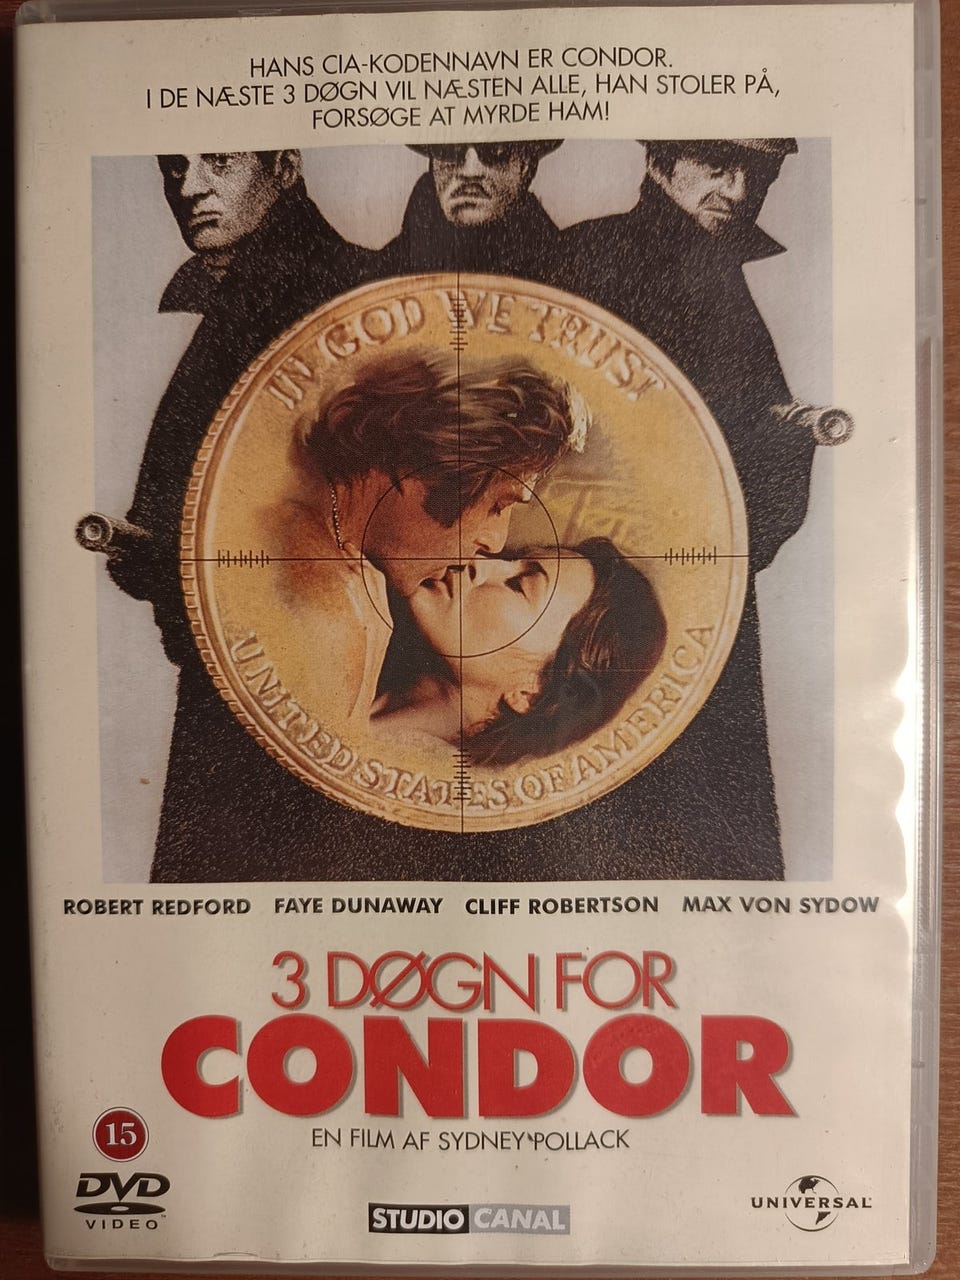 HANS CIA-KODENNAVN ER CONDOR.
I DE NÆSTE 3 DØGN VIL NÆSTEN ALLE, HAN STOLER PÅ,
FORSØGE AT MYRDE HAM!
IN GOD WE TRUST
UNITED STATES OF AMERICA
ROBERT REDFORD FAYE DUNAWAY CLIFF ROBERTSON MAX VON SYDOW
3 DØGN FOR
CONDOR
EN FILM AF SYDNEY POLLACK
15
DVD
VIDEO™
STUDIO CANAL
UNIVERSAL